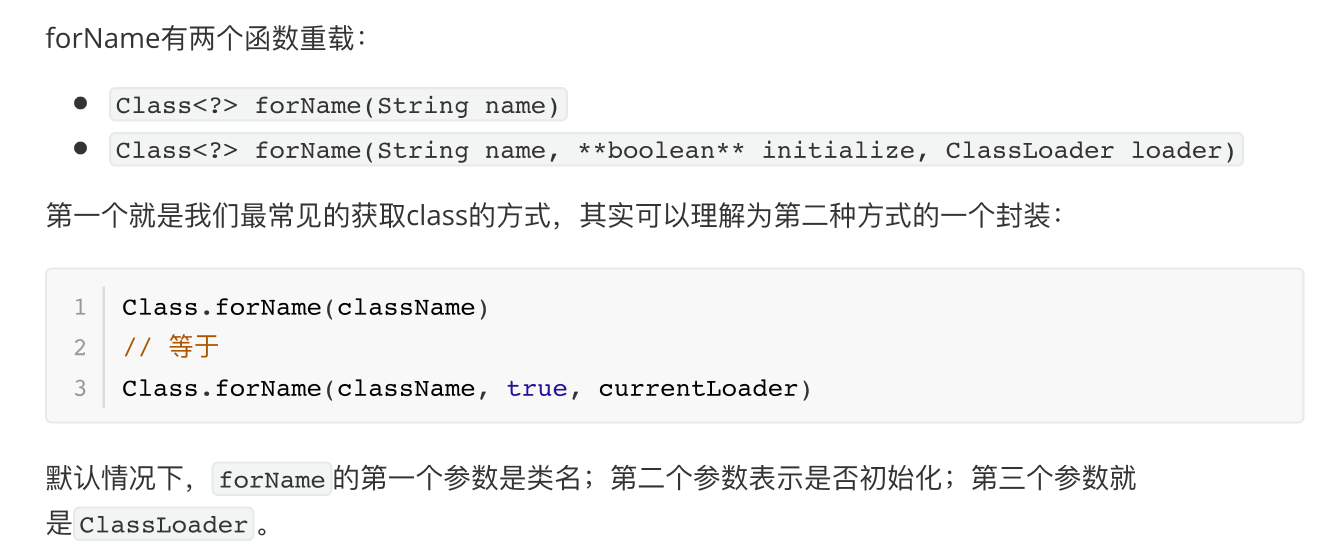 forName有两个函数重载：
● Class<?> forName(String name)
● Class<?> forName(String name, **boolean** initialize, ClassLoader loader)
第一个就是我们最常见的获取class的方式，其实可以理解为第二种方式的一个封装：
1 Class.forName(className)
2 // 等于
3 Class.forName(className, true, currentLoader)
默认情况下，forName的第一个参数是类名；第二个参数表示是否初始化；第三个参数就
是ClassLoader。